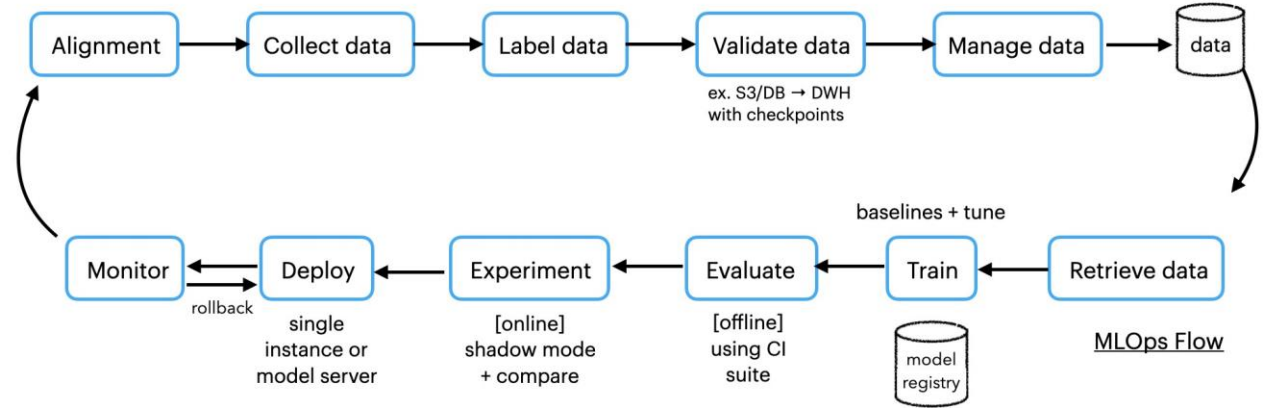 Alignment
Collect data
Label data
Validate data
Manage data
data
ex. S3/DB → DWH
with checkpoints
baselines + tune
Monitor
Deploy
Experiment
Evaluate
Train
Retrieve data
rollback
single
instance or
model server
[online]
shadow mode
+ compare
[offline]
using CI
suite
model
registry
MLOps Flow